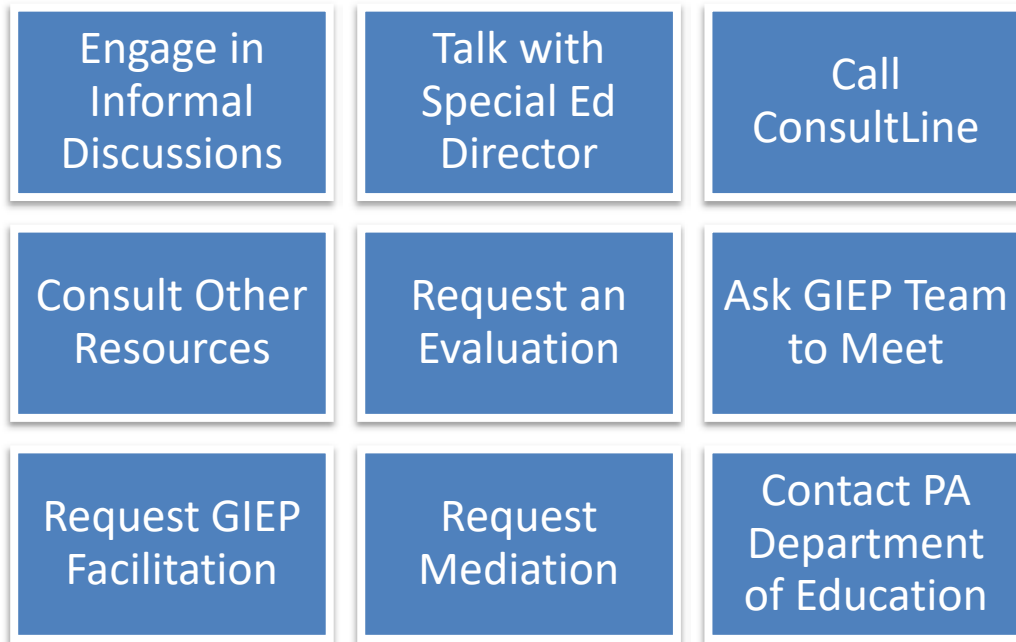 Engage in
Informal
Discussions
Talk with
Special Ed
Director
Call
ConsultLine
Consult Other
Resources
Request an
Evaluation
Ask GIEP Team
to Meet
Request GIEP
Facilitation
Request
Mediation
Contact PA
Department
of Education